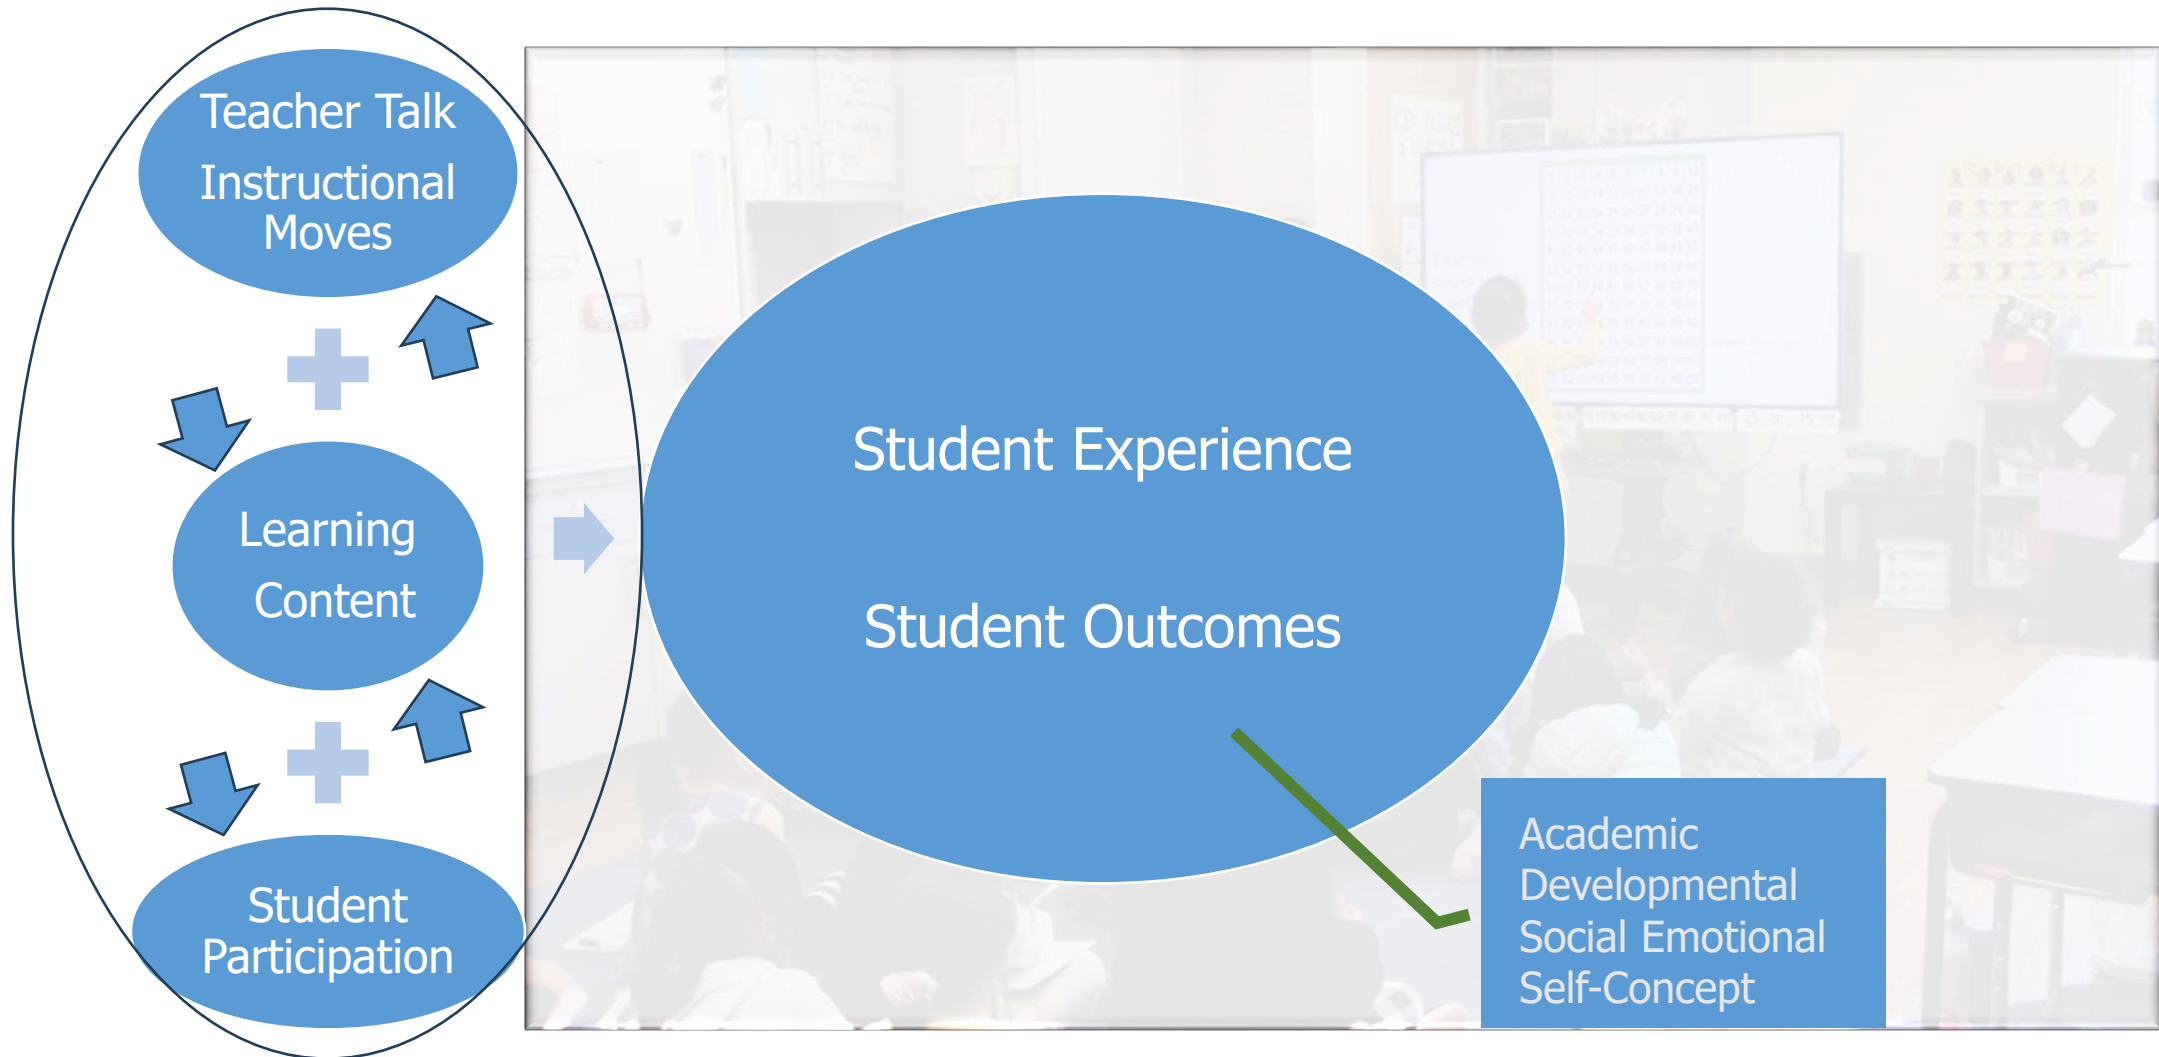 Teacher Talk
Instructional
Moves
Learning
Content
Student
Participation
Student Experience
Student Outcomes
Academic
Developmental
Social Emotional
Self-Concept